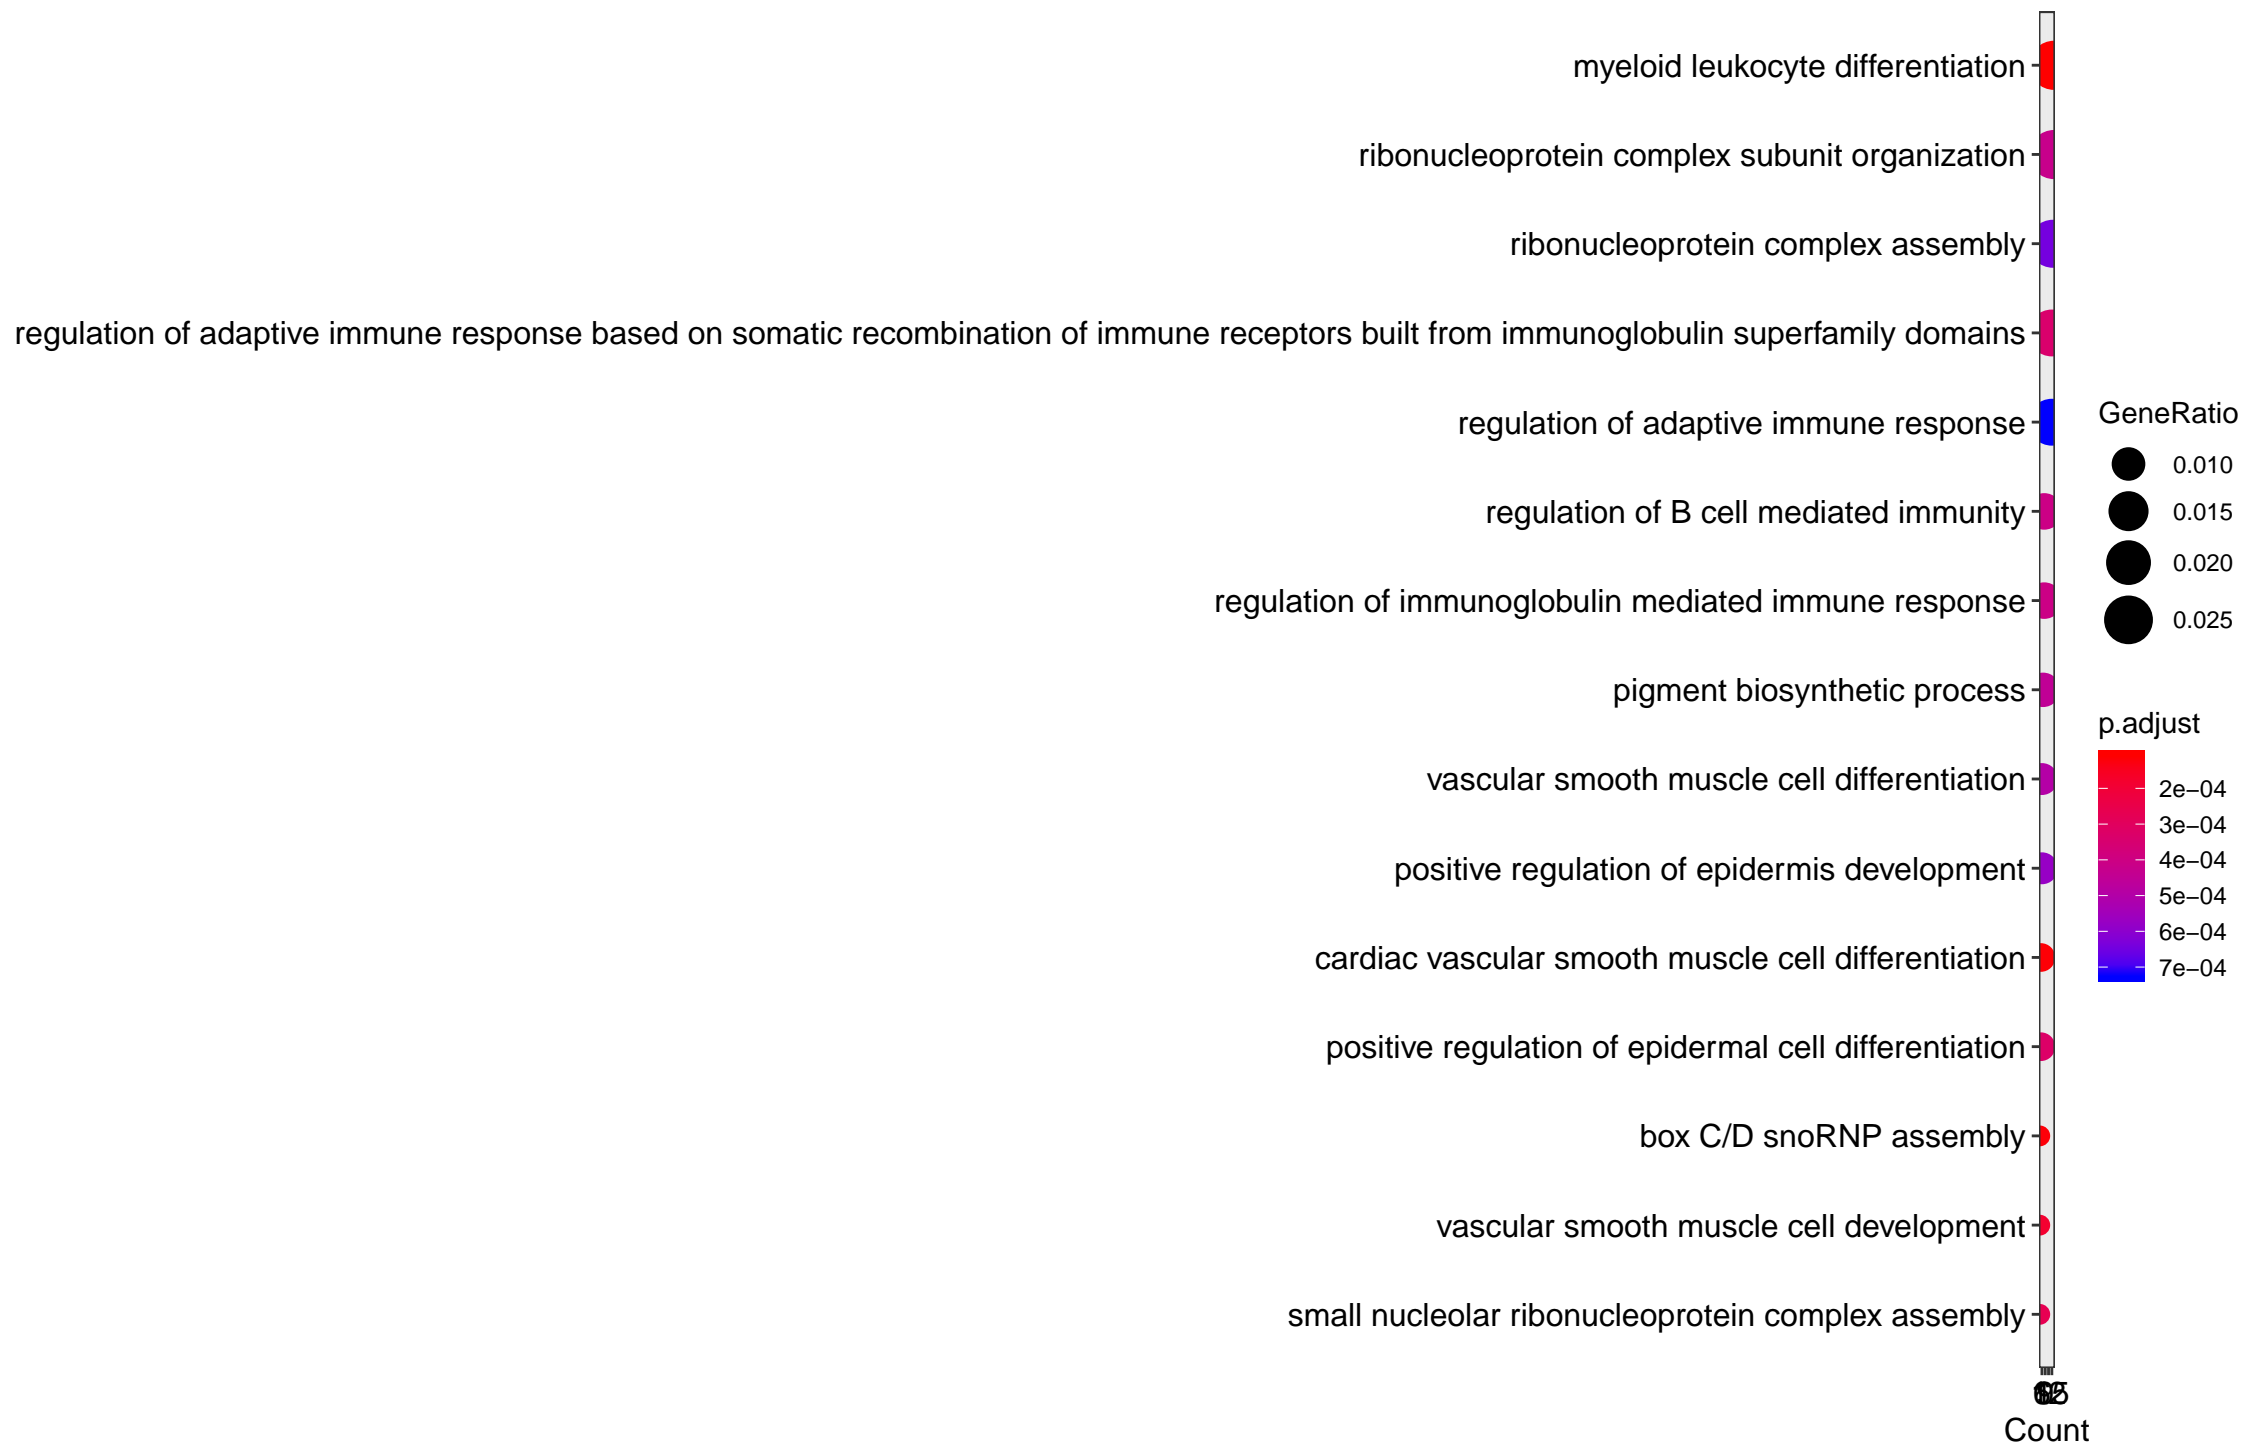 myeloid leukocyte differentiation
ribonucleoprotein complex subunit organization
ribonucleoprotein complex assembly
regulation of adaptive immune response based on somatic recombination of immune receptors built from immunoglobulin superfamily domains
regulation of adaptive immune response
regulation of B cell mediated immunity
regulation of immunoglobulin mediated immune response
pigment biosynthetic process
vascular smooth muscle cell differentiation
positive regulation of epidermis development
cardiac vascular smooth muscle cell differentiation
positive regulation of epidermal cell differentiation
box C/D snoRNP assembly
vascular smooth muscle cell development
small nucleolar ribonucleoprotein complex assembly
Count
GeneRatio
0.010
0.015
0.020
0.025
p.adjust
2e−04
3e−04
4e−04
5e−04
6e−04
7e−04